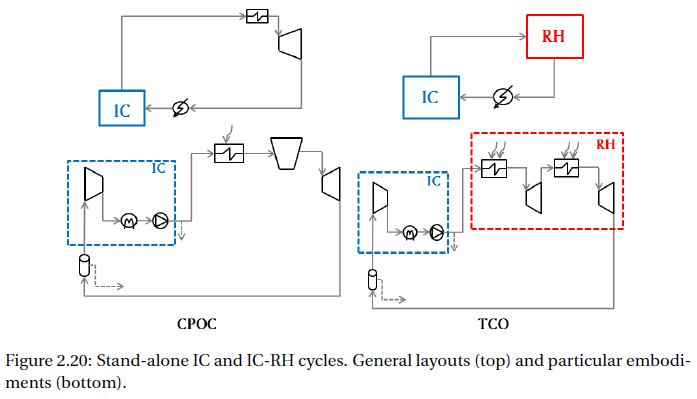 RH
IC
IC
RH
IC
IC
CPOC
TCO
Figure 2.20: Stand-alone IC and IC-RH cycles. General layouts (top) and particular embodi-
ments (bottom).